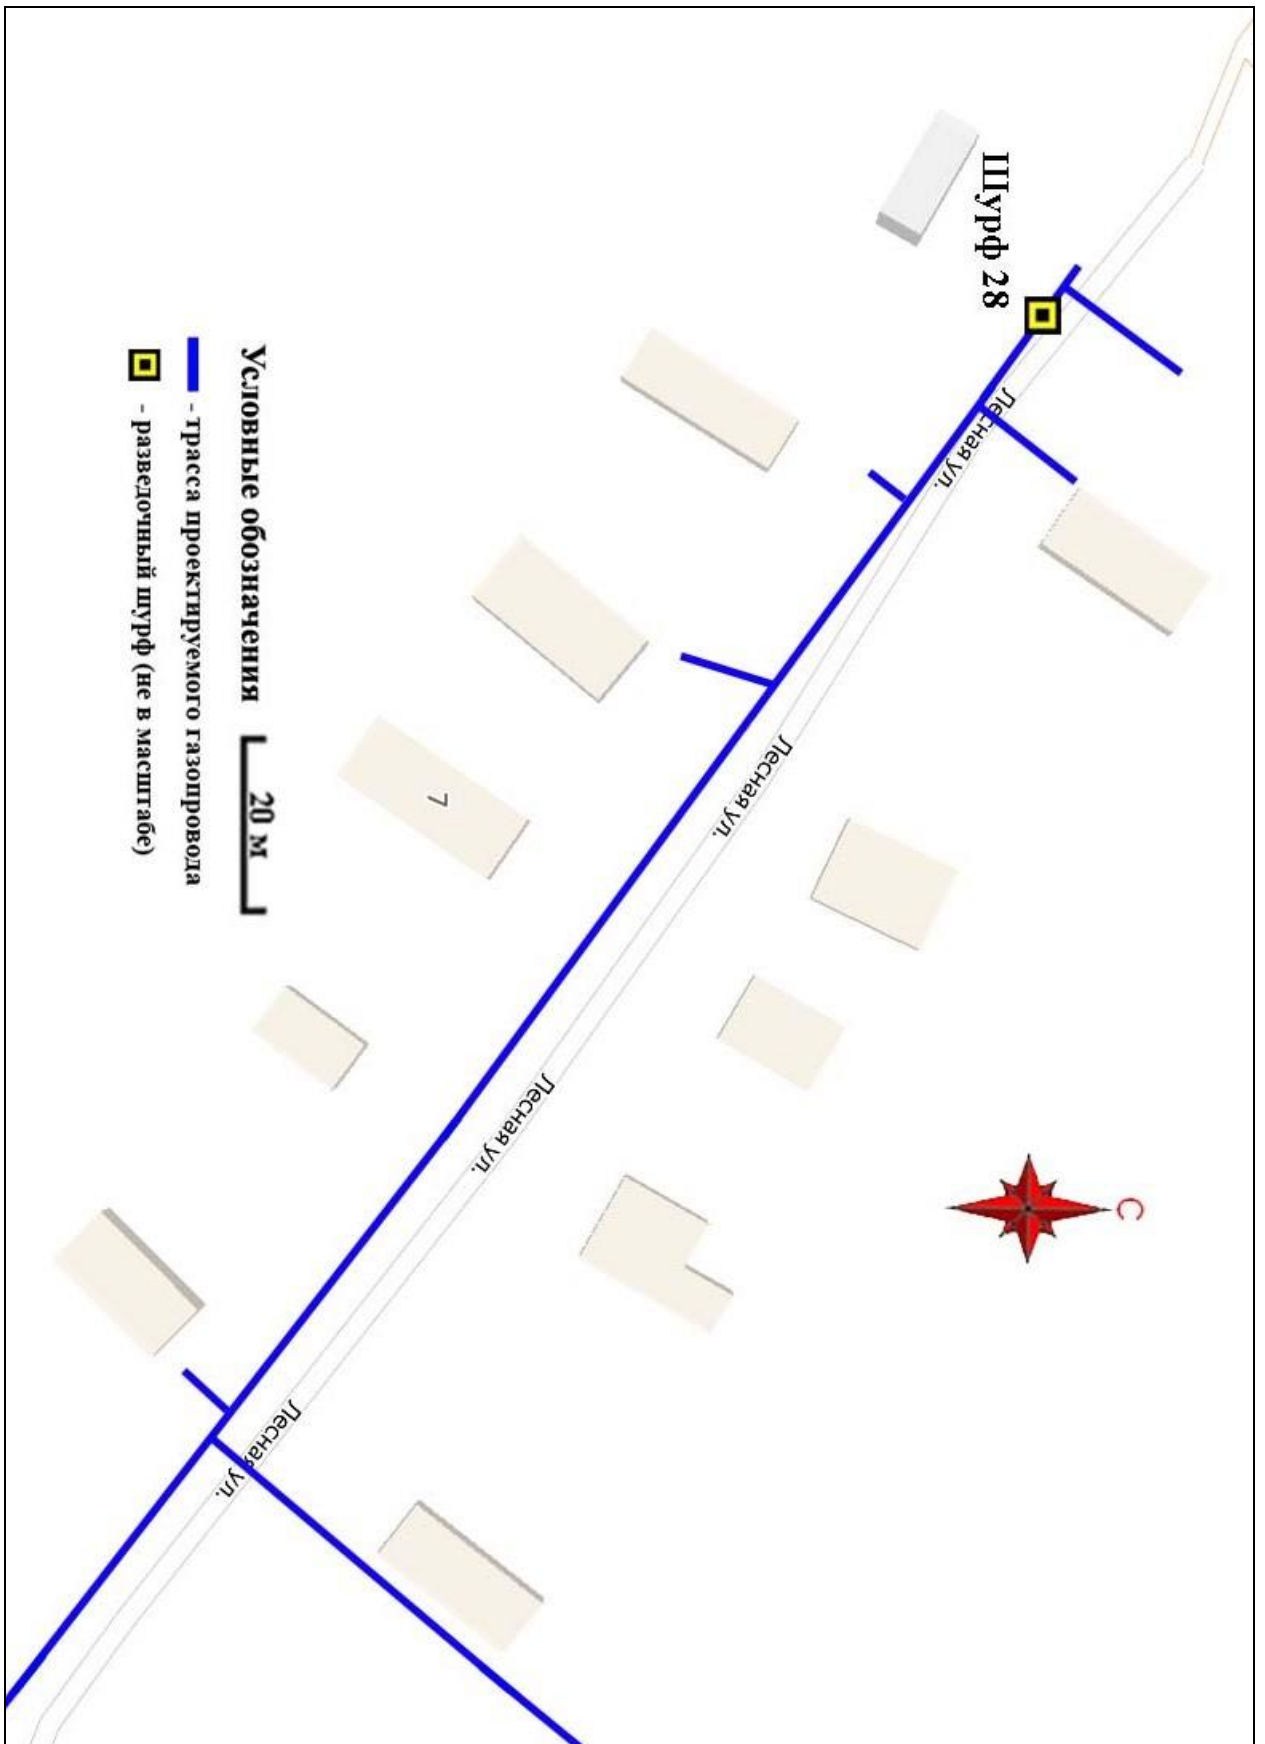 С
Шурф 28
Лесная ул.
Лесная ул.
Лесная ул.
Лесная ул.
7
Условные обозначения
20 м
- трасса проектируемого газопровода
- разведочный шурф (не в масштабе)